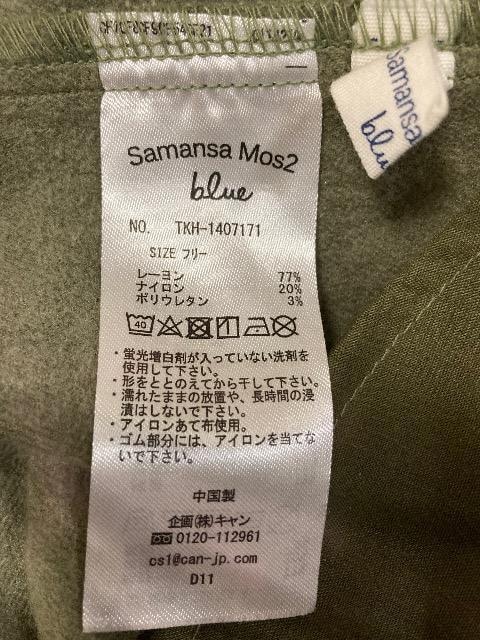 Samansa Mos2
blue
NO. TKH-1407171
SIZE フリー
レーヨン 77%
ナイロン 20%
ポリウレタン 3%
40
・蛍光増白剤が入っていない洗剤を
使用して下さい。
・形をととのえてから干して下さい。
・濡れたままの放置や、長時間の浸
漬はしないで下さい。
・アイロンあて布使用。
・ゴム部分には、アイロンを当てな
いで下さい。
中国製
企画(株)キャン
0120-112961
cs1@can-jp.com
D11
Samansa
blu